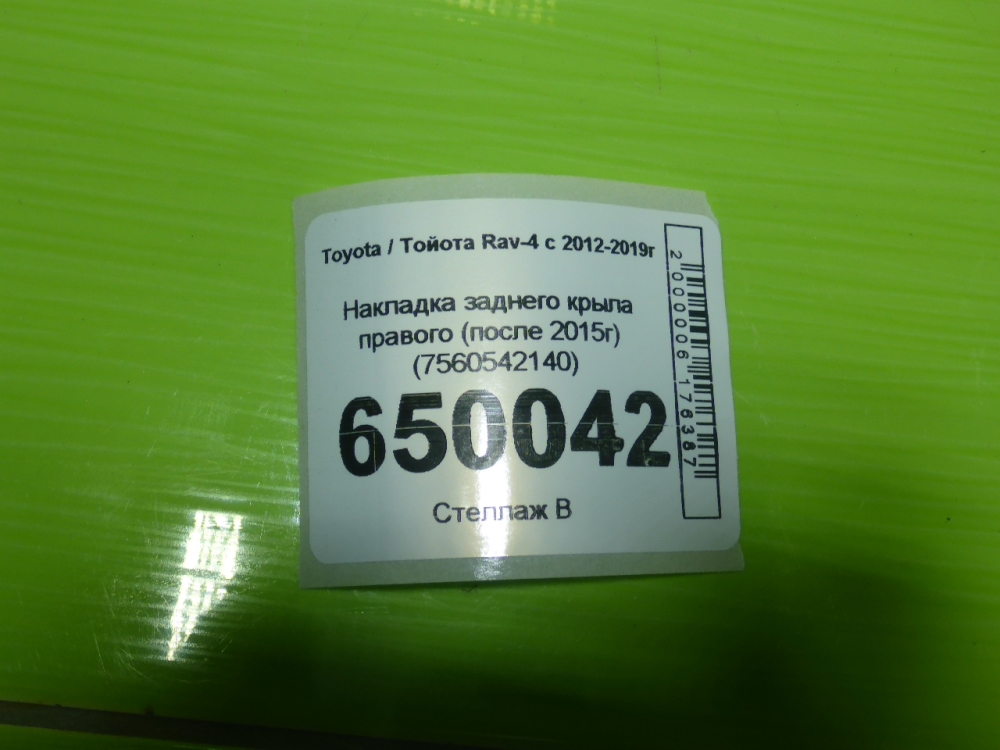 Toyota / Тойота Rav-4 с 2012-2019г
Накладка заднего крыла
правого (после 2015г)
(7560542140)
650042
Стеллаж В
2000006176387